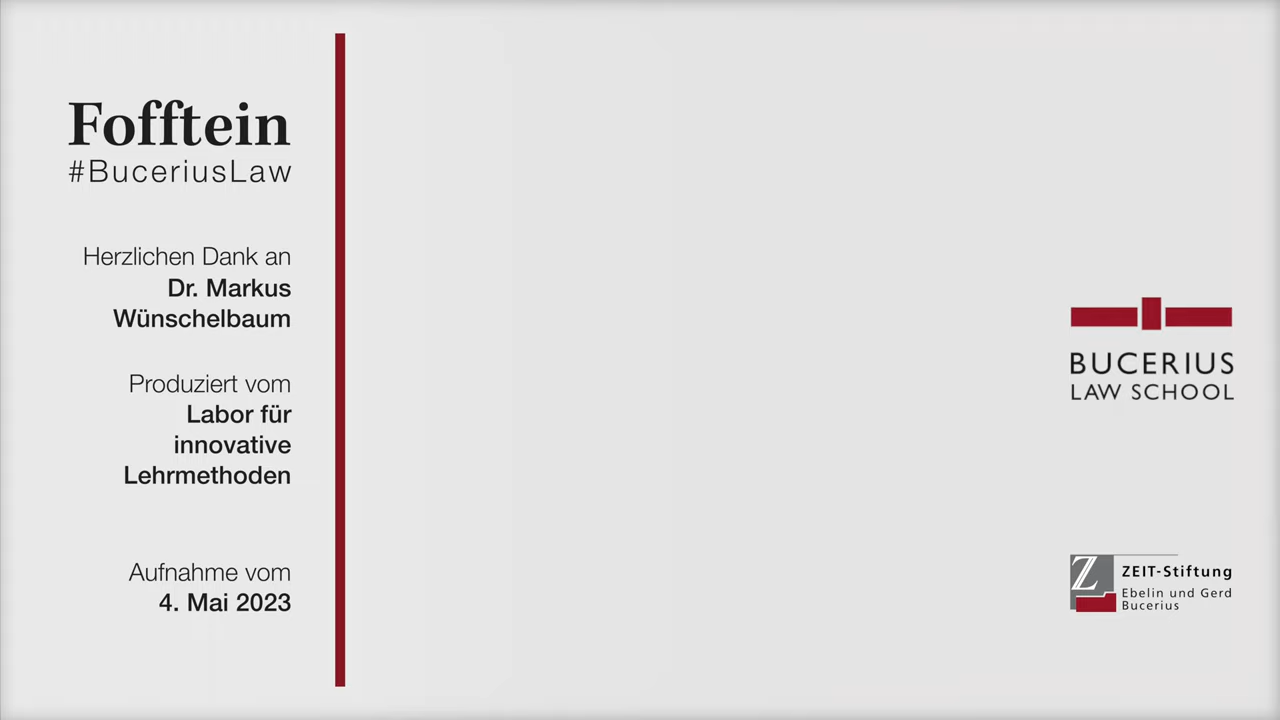 Fofftein
#BuceriusLaw
Herzlichen Dank an
Dr. Markus
Wünschelbaum
Produziert vom
Labor für
innovative
Lehrmethoden
Aufnahme vom
4. Mai 2023
BUCERIUS
LAW SCHOOL
Z
ZEIT-Stiftung
Ebelin und Gerd
Bucerius